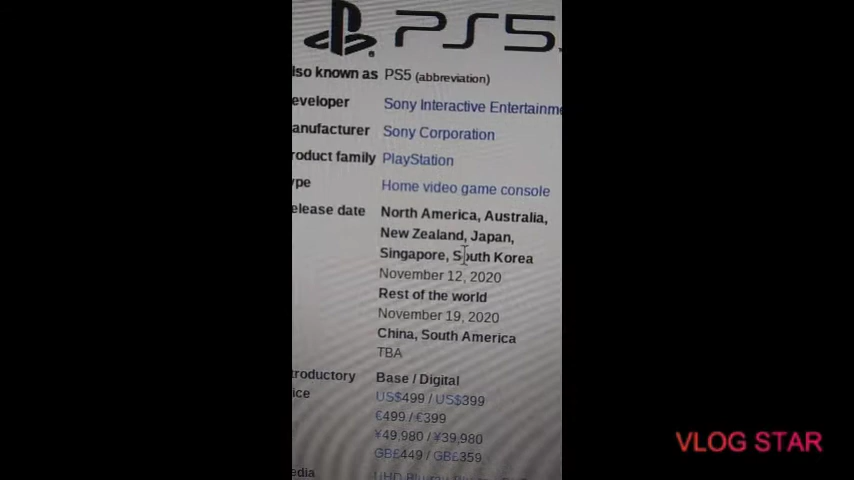 PS5
lso known as PS5 (abbreviation)
eveloper Sony Interactive Entertainme
anufacturer Sony Corporation
roduct family PlayStation
ype Home video game console
elease date North America, Australia,
New Zealand, Japan,
Singapore, South Korea
November 12, 2020
Rest of the world
November 19, 2020
China, South America
TBA
troductory Base / Digital
ice US$499 / US$399
€499 / €399
¥49,980 / ¥39,980
GB£449 / GB£359
edia
VLOG STAR